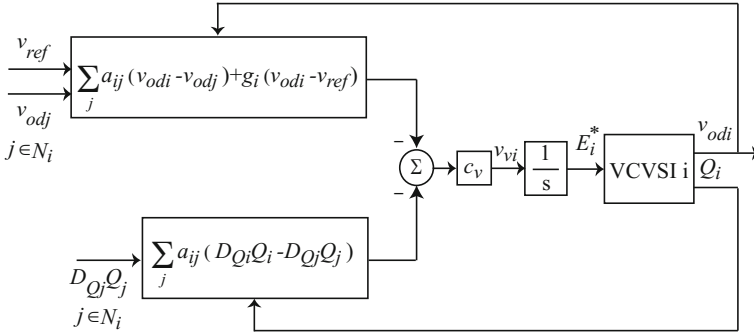 v_ref
v_odj
j∈N_i
∑_j a_ij (v_odi - v_odj)+g_i (v_odi - v_ref)
−
Σ
−
c_v
v_vi
1/s
E_i^*
VCVSI i
v_odi
Q_i
∑_j a_ij ( D_Qi Q_i - D_Qj Q_j )
D_Qj Q_j
j∈N_i